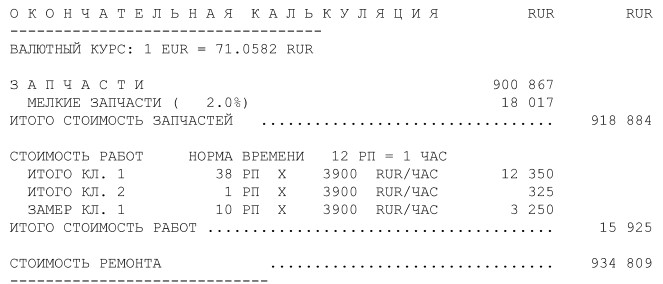 О К О Н Ч А Т Е Л Ь Н А Я   К А Л Ь К У Л Я Ц И Я   RUR   RUR
-----------------------------------
ВАЛЮТНЫЙ КУРС: 1 EUR = 71.0582 RUR
З А П Ч А С Т И   900 867
МЕЛКИЕ ЗАПЧАСТИ (   2.0%)   18 017
ИТОГО СТОИМОСТЬ ЗАПЧАСТЕЙ   ................................   918 884
СТОИМОСТЬ РАБОТ   НОРМА ВРЕМЕНИ   12 РП = 1 ЧАС
ИТОГО КЛ. 1   38 РП   Х   3900   RUR/ЧАС   12 350
ИТОГО КЛ. 2   1 РП   Х   3900   RUR/ЧАС   325
ЗАМЕР КЛ. 1   10 РП   Х   3900   RUR/ЧАС   3 250
ИТОГО СТОИМОСТЬ РАБОТ ......................................   15 925
СТОИМОСТЬ РЕМОНТА   ...............................   934 809
-----------------------------